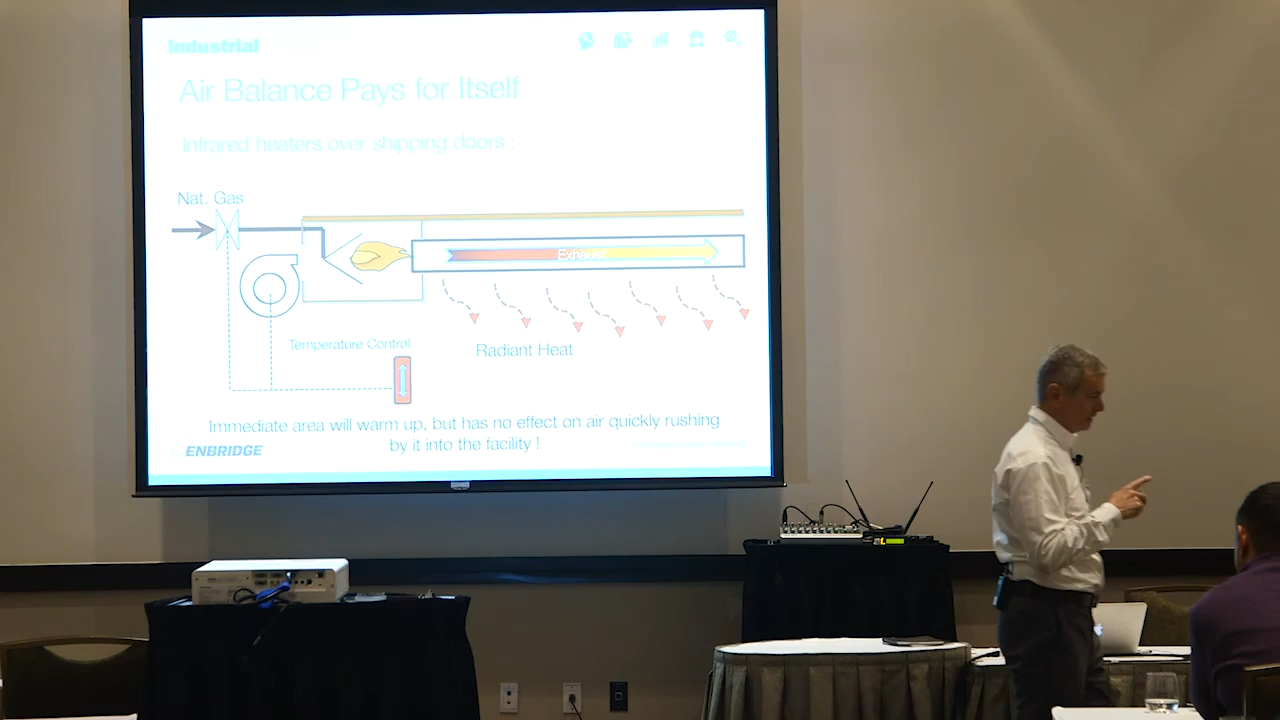 Industrial
Air Balance Pays for Itself
Infrared heaters over shipping doors :
Nat. Gas
Exhaust
Temperature Control
Radiant Heat
Immediate area will warm up, but has no effect on air quickly rushing
by it into the facility !
ENBRIDGE